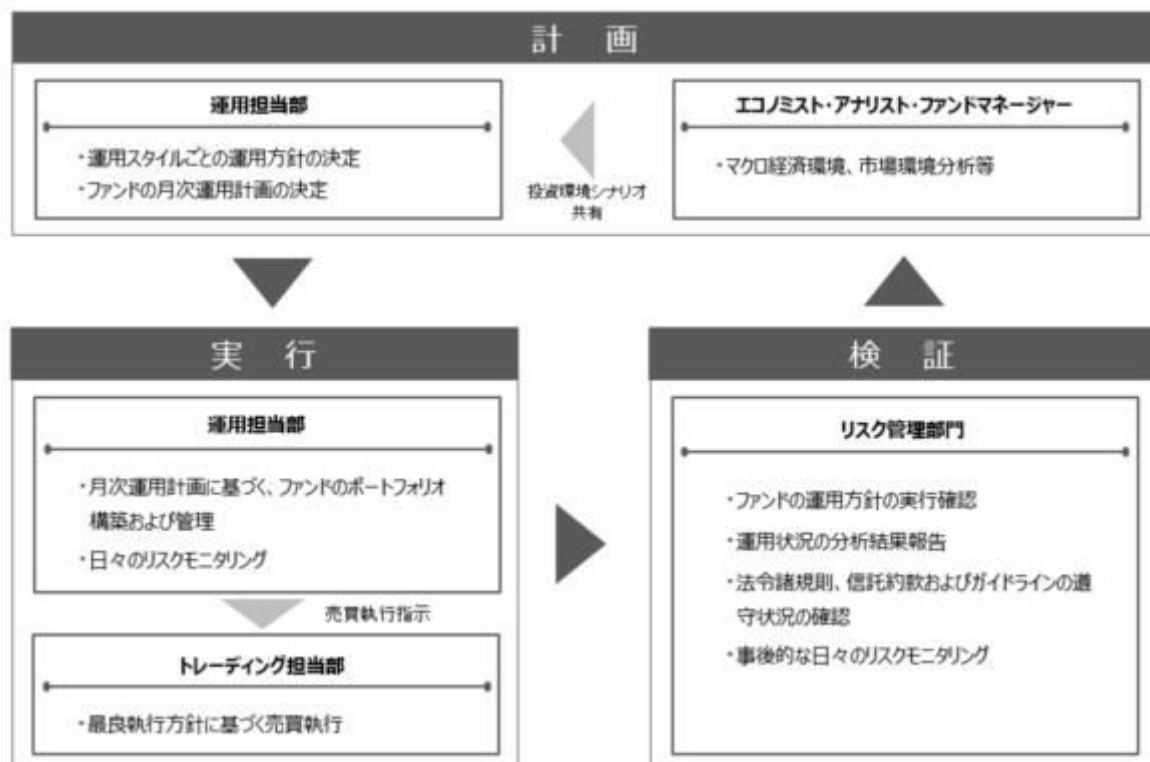 計 画
運用担当部
・運用スタイルごとの運用方針の決定
・ファンドの月次運用計画の決定
投資環境シナリオ
共有
エコノミスト・アナリスト・ファンドマネージャー
・マクロ経済環境、市場環境分析等
実 行
運用担当部
・月次運用計画に基づく、ファンドのポートフォリオ
構築および管理
・日々のリスクモニタリング
売買執行指示
トレーディング担当部
・最良執行方針に基づく売買執行
検 証
リスク管理部門
・ファンドの運用方針の実行確認
・運用状況の分析結果報告
・法令諸規則、信託約款およびガイドラインの遵
守状況の確認
・事後的な日々のリスクモニタリング